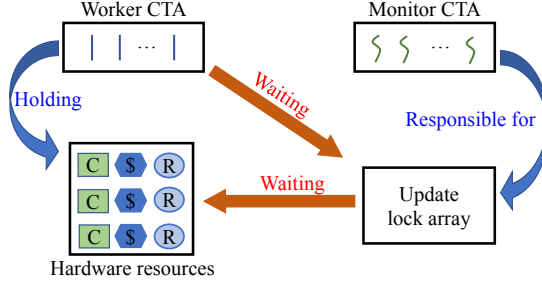 Worker CTA
Monitor CTA
...
...
Waiting
Holding
Responsible for
Waiting
C $ R
C $ R
C $ R
Update
lock array
Hardware resources